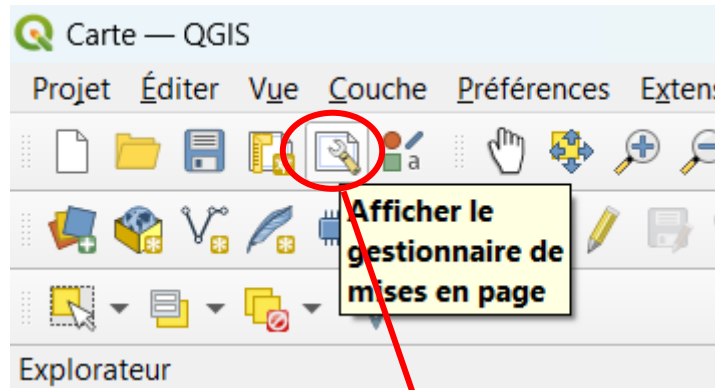 Carte — QGIS
Projet Éditer Vue Couche Préférences Extens
a
Afficher le
gestionnaire de
mises en page
Explorateur